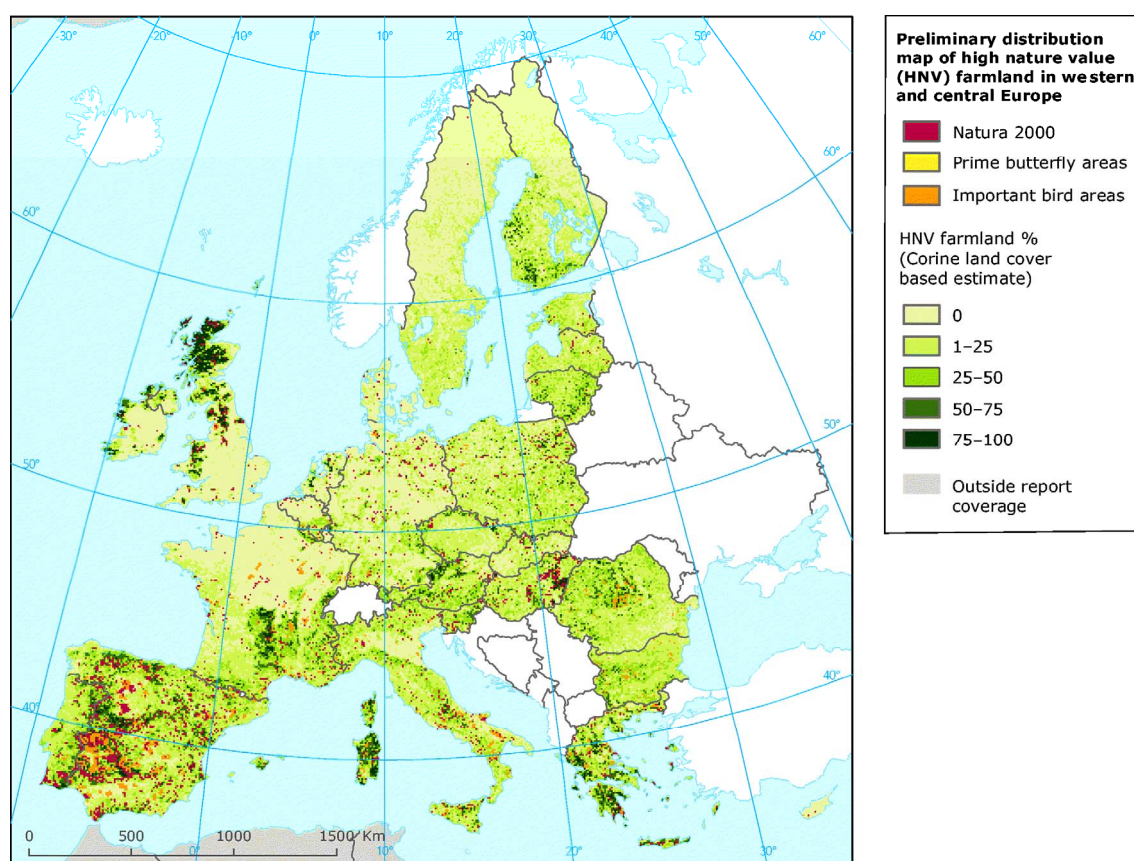 -30°
-20°
-10°
0°
10°
20°
30°
40°
50°
60°
60°
60°
50°
50°
40°
40°
0
500
1000
1500 Km
0°
10°
20°
30°
Preliminary distribution
map of high nature value
(HNV) farmland in western
and central Europe
Natura 2000
Prime butterfly areas
Important bird areas
HNV farmland %
(Corine land cover
based estimate)
0
1–25
25–50
50–75
75–100
Outside report
coverage